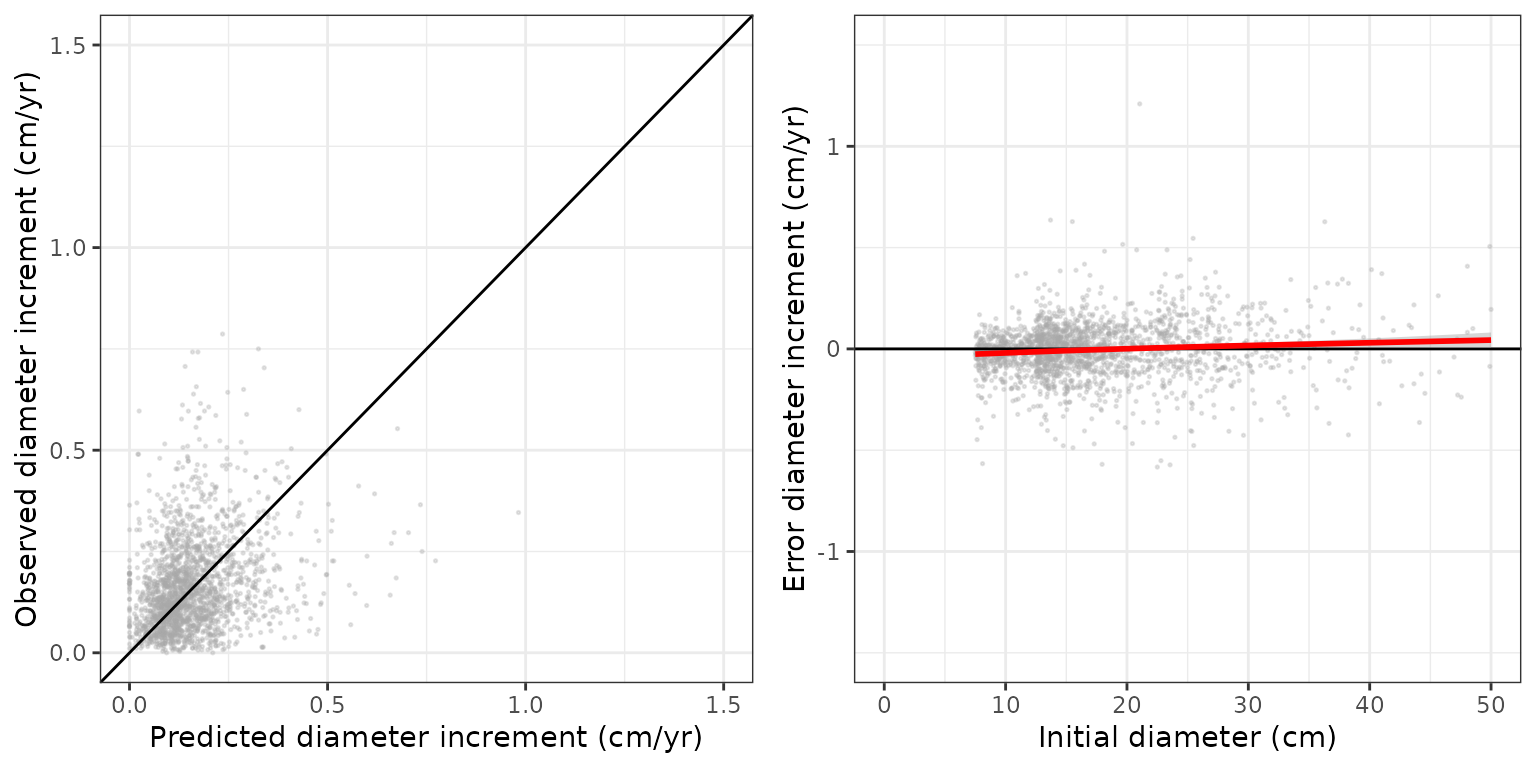 Observed diameter increment (cm/yr)
1.5
1.0
0.5
0.0
0.0 0.5 1.0 1.5
Predicted diameter increment (cm/yr)
Error diameter increment (cm/yr)
1
0
-1
0 10 20 30 40 50
Initial diameter (cm)